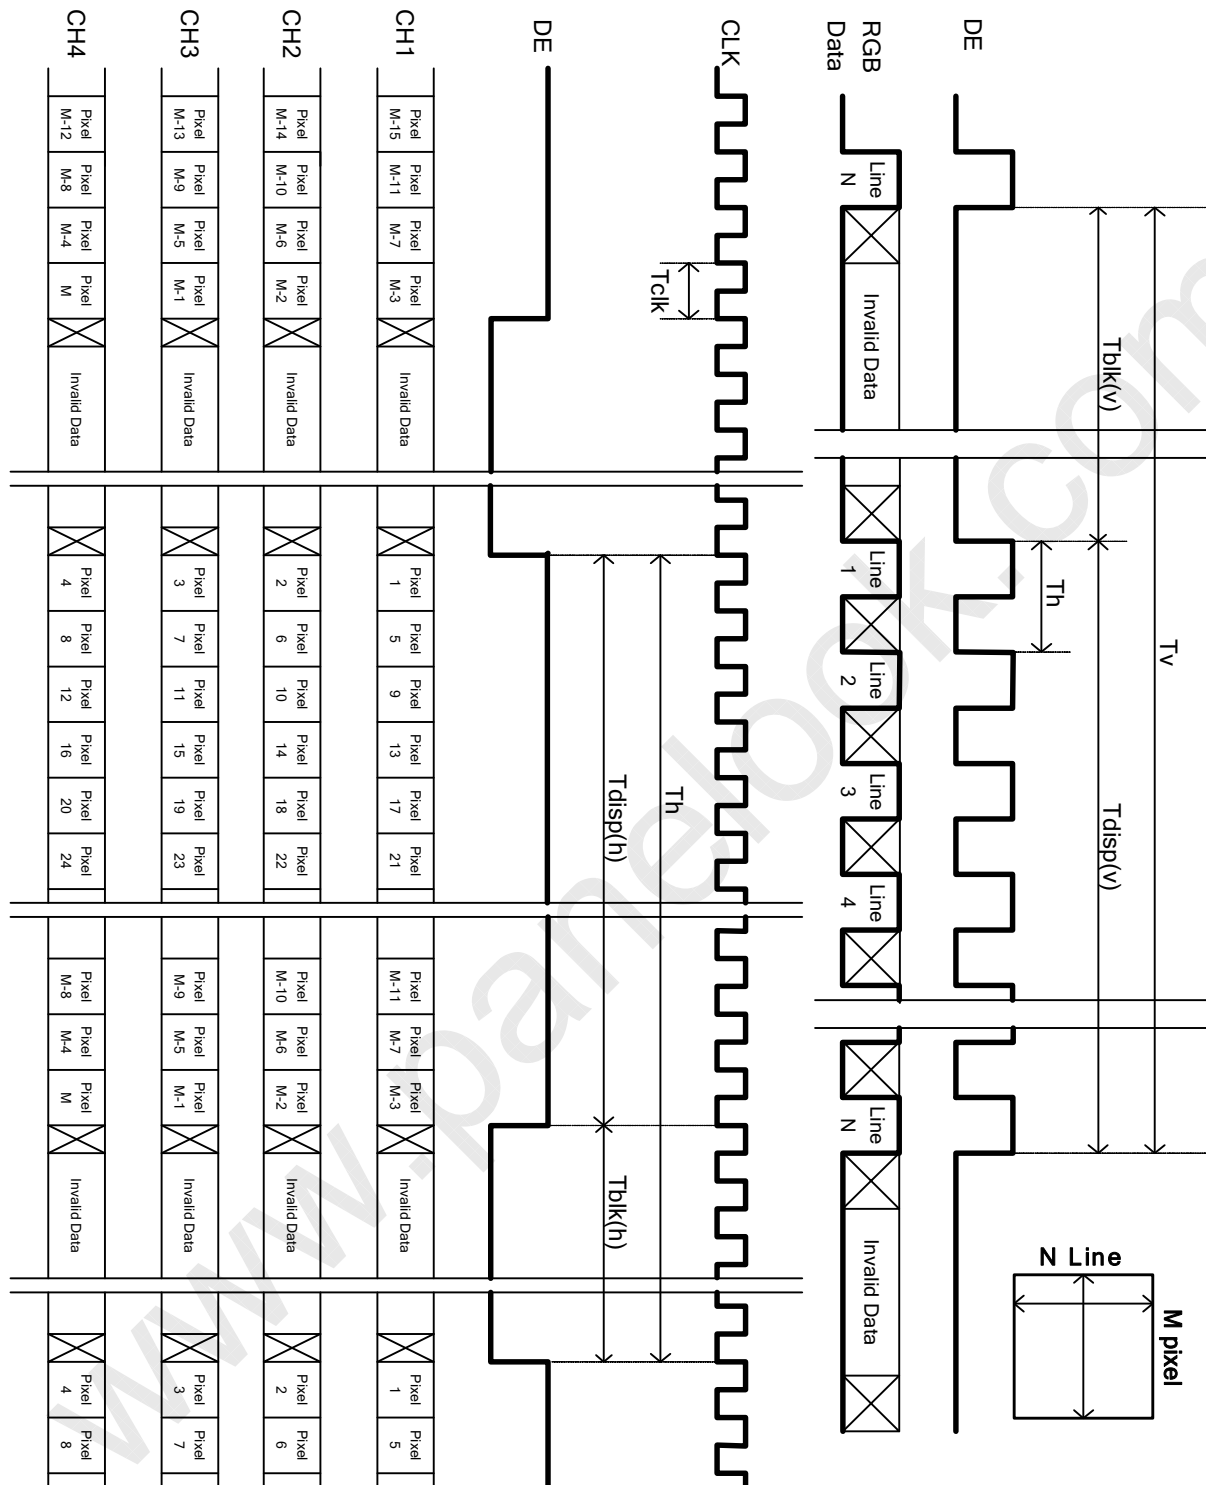 Tv
Tblk(v)
Tdisp(v)
Th
DE
RGB
Data
Line
N
Invalid Data
Line
1
Line
2
Line
3
Line
4
Line
N
Invalid Data
N Line
M pixel
CLK
Tclk
Th
Tdisp(h)
Tblk(h)
DE
CH1
Pixel Pixel Pixel Pixel
M-15 M-11 M-7 M-3
Invalid Data
Pixel Pixel Pixel Pixel Pixel Pixel
1 5 9 13 17 21
Pixel Pixel Pixel
M-11 M-7 M-3
Invalid Data
Pixel Pixel
1 5
CH2
Pixel Pixel Pixel Pixel
M-14 M-10 M-6 M-2
Invalid Data
Pixel Pixel Pixel Pixel Pixel Pixel
2 6 10 14 18 22
Pixel Pixel Pixel
M-10 M-6 M-2
Invalid Data
Pixel Pixel
2 6
CH3
Pixel Pixel Pixel Pixel
M-13 M-9 M-5 M-1
Invalid Data
Pixel Pixel Pixel Pixel Pixel Pixel
3 7 11 15 19 23
Pixel Pixel Pixel
M-9 M-5 M-1
Invalid Data
Pixel Pixel
3 7
CH4
Pixel Pixel Pixel Pixel
M-12 M-8 M-4 M
Invalid Data
Pixel Pixel Pixel Pixel Pixel Pixel
4 8 12 16 20 24
Pixel Pixel Pixel
M-8 M-4 M
Invalid Data
Pixel Pixel
4 8
www.panelook.com